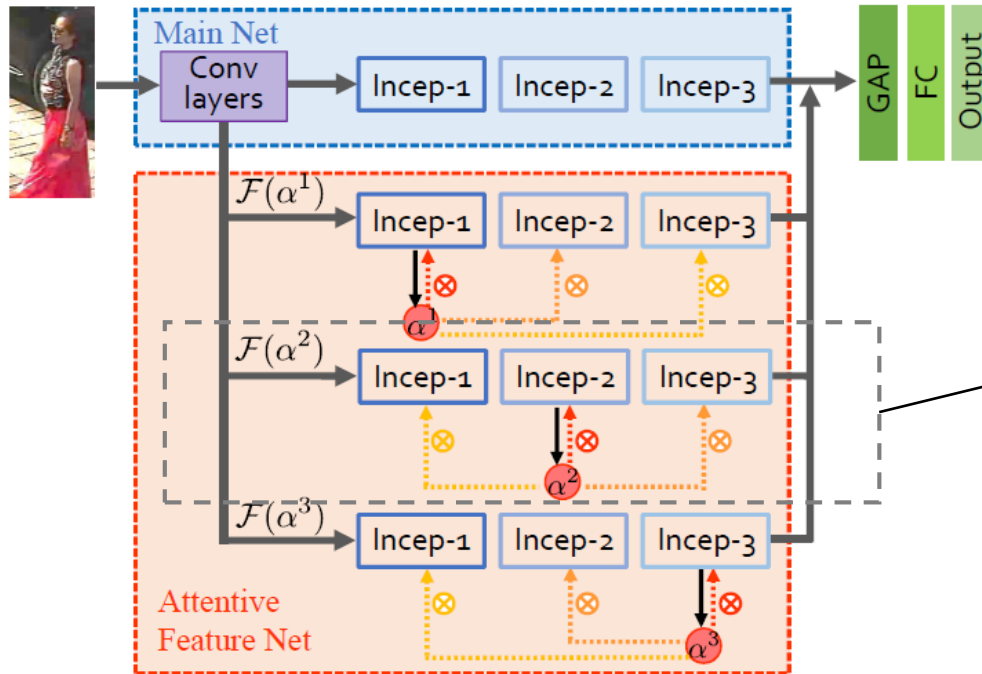 Main Net
Conv
layers
Incep-1
Incep-2
Incep-3
GAP
FC
Output
F(α¹)
Incep-1
Incep-2
Incep-3
⊗
⊗
⊗
α¹
F(α²)
Incep-1
Incep-2
Incep-3
⊗
⊗
⊗
α²
F(α³)
Incep-1
Incep-2
Incep-3
⊗
⊗
⊗
α³
Attentive
Feature Net